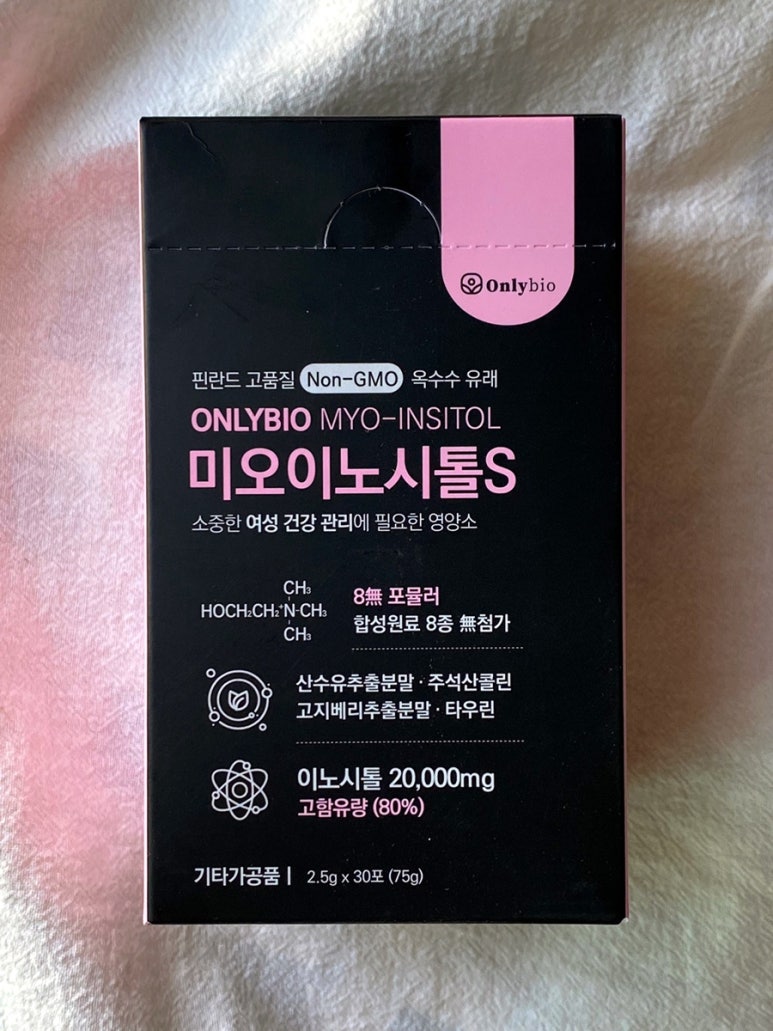 Onlybio
핀란드 고품질 Non-GMO 옥수수 유래
ONLYBIO MYO-INSITOL
미오이노시톨S
소중한 여성 건강 관리에 필요한 영양소
CH₃
HOCH₂CH₂⁺N-CH₃
CH₃
8無 포뮬러
합성원료 8종 無첨가
산수유추출분말 · 주석산콜린
고지베리추출분말 · 타우린
이노시톨 20,000mg
고함유량 (80%)
기타가공품 | 2.5g x 30포 (75g)